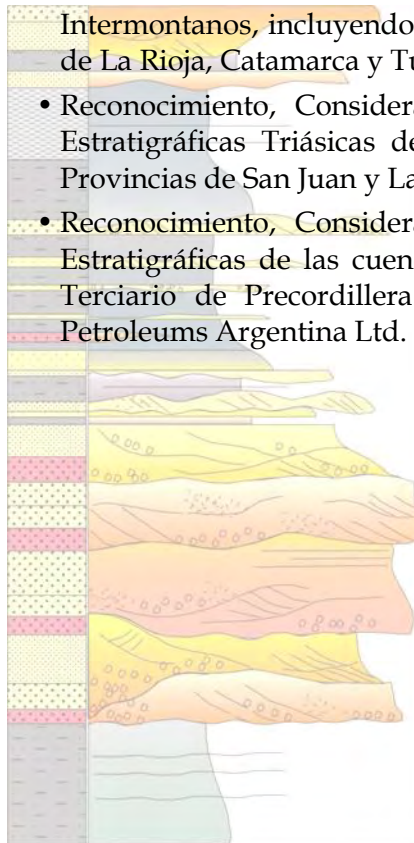 Intermontanos, incluyendo
de La Rioja, Catamarca y Tu
• Reconocimiento, Considera
Estratigráficas Triásicas de
Provincias de San Juan y La
• Reconocimiento, Considera
Estratigráficas de las cuen
Terciario de Precordillera
Petroleums Argentina Ltd.